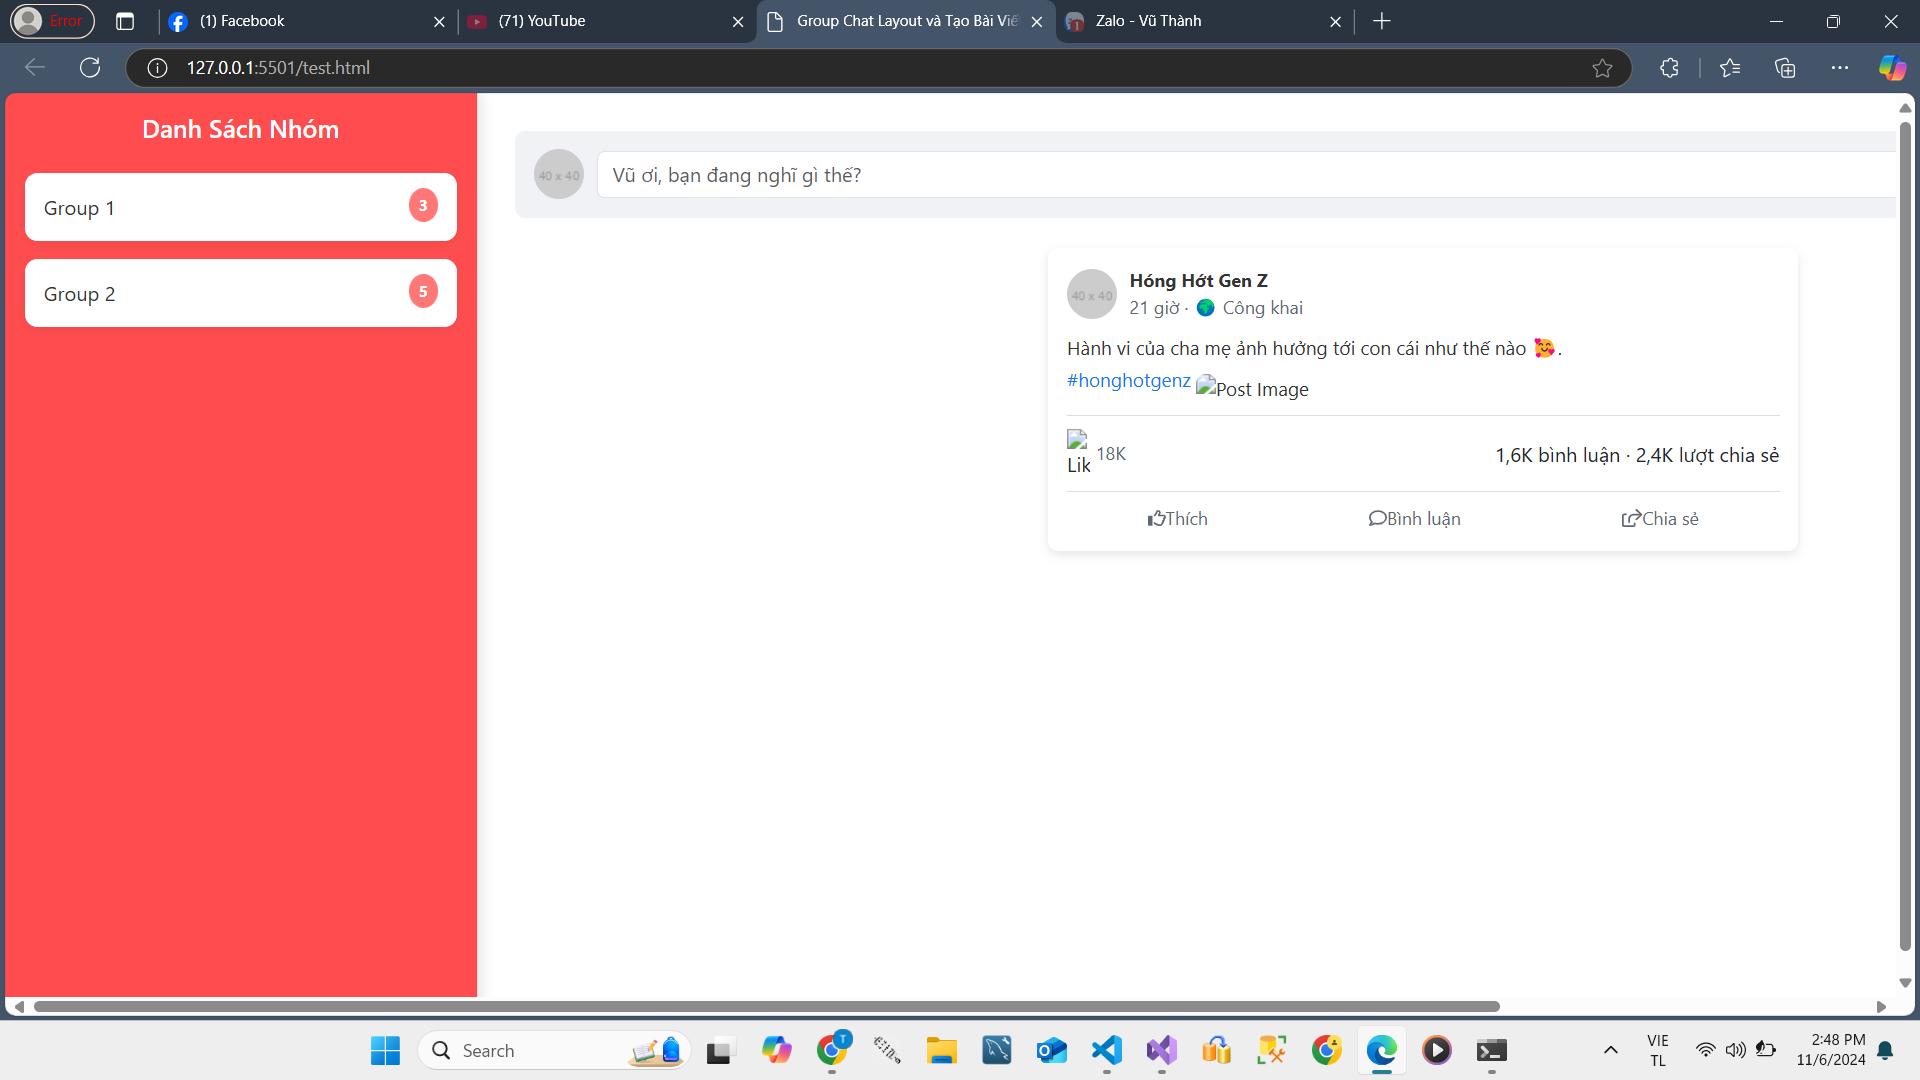 Error
(1) Facebook
(71) YouTube
Group Chat Layout và Tạo Bài Viế
Zalo - Vũ Thành
127.0.0.1:5501/test.html
Danh Sách Nhóm
Group 1
3
Group 2
5
40 x 40
Vũ ơi, bạn đang nghĩ gì thế?
40 x 40
Hóng Hớt Gen Z
21 giờ · Công khai
Hành vi của cha mẹ ảnh hưởng tới con cái như thế nào 🥰.
#honghotgenz Post Image
Lik 18K
1,6K bình luận · 2,4K lượt chia sẻ
Thích
Bình luận
Chia sẻ
Search
T
VIE
TL
2:48 PM
11/6/2024